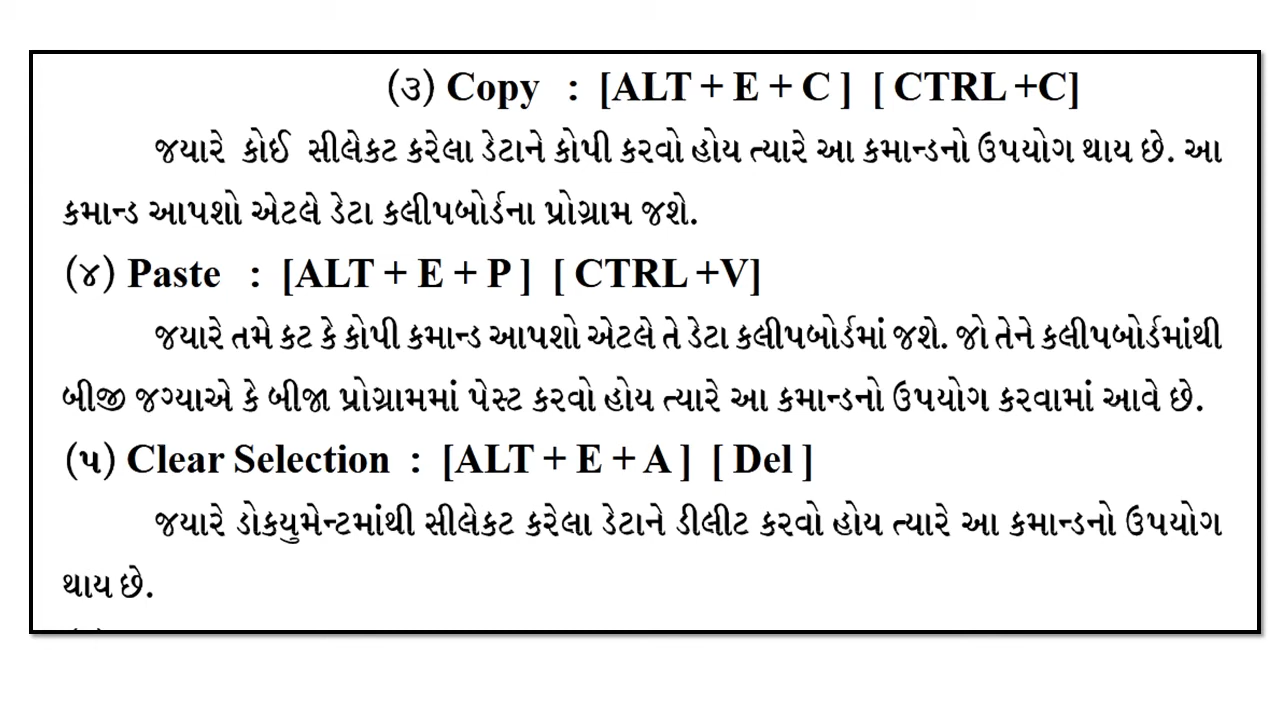 (૩) Copy : [ALT + E + C ] [ CTRL +C]
જયારે કોઈ સીલેકટ કરેલા ડેટાને કોપી કરવો હોય ત્યારે આ કમાન્ડનો ઉપયોગ થાય છે. આ
કમાન્ડ આપશો એટલે ડેટા કલીપબોર્ડના પ્રોગ્રામ જશે.
(૪) Paste : [ALT + E + P ] [ CTRL +V]
જયારે તમે કટ કે કોપી કમાન્ડ આપશો એટલે તે ડેટા કલીપબોર્ડમાં જશે. જો તેને કલીપબોર્ડમાંથી
બીજી જગ્યાએ કે બીજા પ્રોગ્રામમાં પેસ્ટ કરવો હોય ત્યારે આ કમાન્ડનો ઉપયોગ કરવામાં આવે છે.
(૫) Clear Selection : [ALT + E + A ] [ Del ]
જયારે ડોકયુમેન્ટમાંથી સીલેકટ કરેલા ડેટાને ડીલીટ કરવો હોય ત્યારે આ કમાન્ડનો ઉપયોગ
થાય છે.